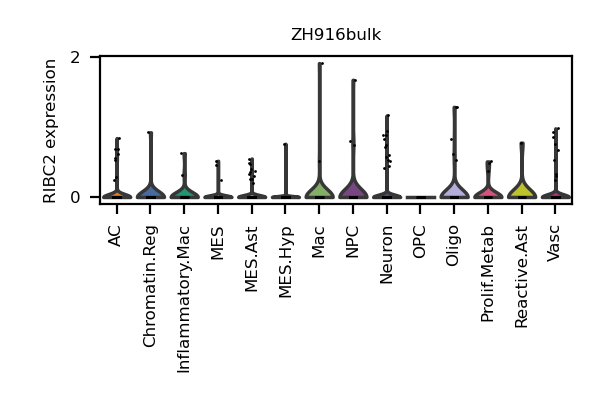 ZH916bulk
RIBC2 expression
2
0
AC
Chromatin.Reg
Inflammatory.Mac
MES
MES.Ast
MES.Hyp
Mac
NPC
Neuron
OPC
Oligo
Prolif.Metab
Reactive.Ast
Vasc